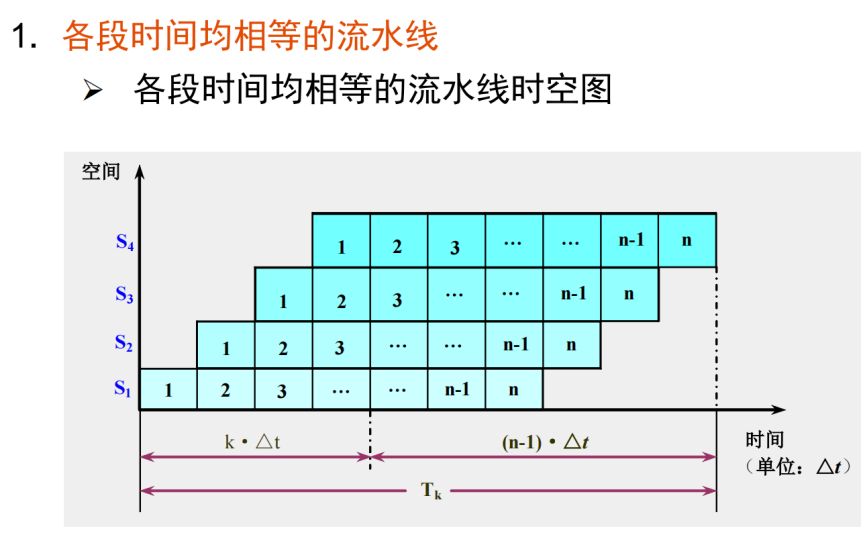 1. 各段时间均相等的流水线
➢ 各段时间均相等的流水线时空图
空间
S₄ 1 2 3 … … n-1 n
S₃ 1 2 3 … … n-1 n
S₂ 1 2 3 … … n-1 n
S₁ 1 2 3 … … n-1 n
k·△t (n-1)·△t 时间
(单位:△t)
Tₖ